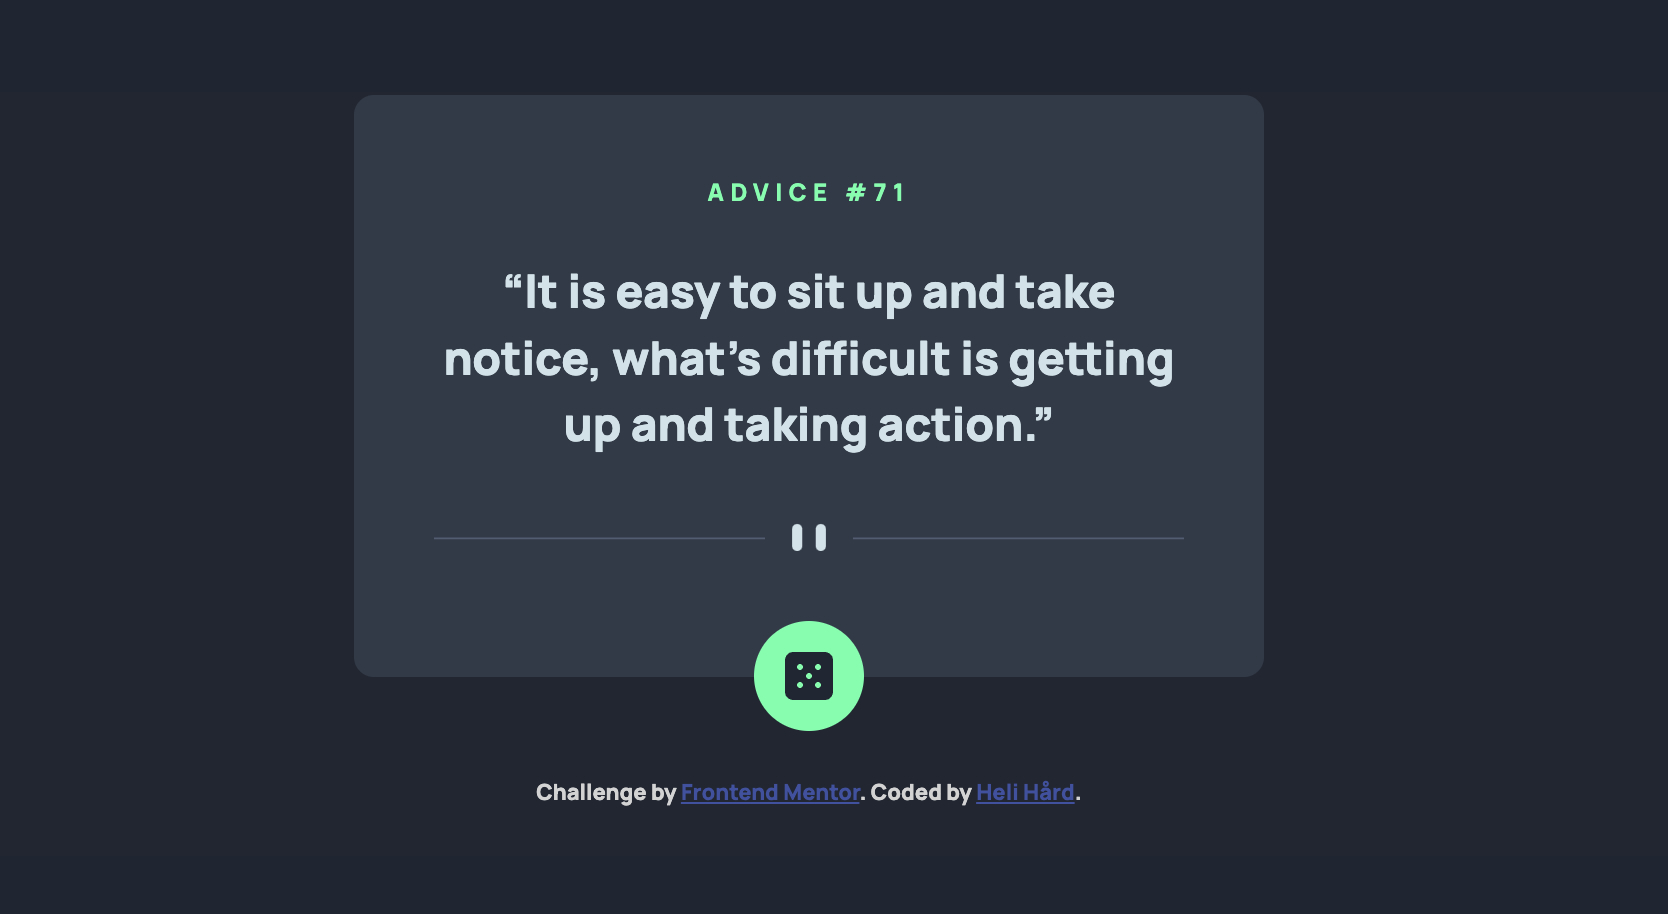 ADVICE #71
“It is easy to sit up and take
notice, what’s difficult is getting
up and taking action.”
Challenge by Frontend Mentor. Coded by Heli Hård.